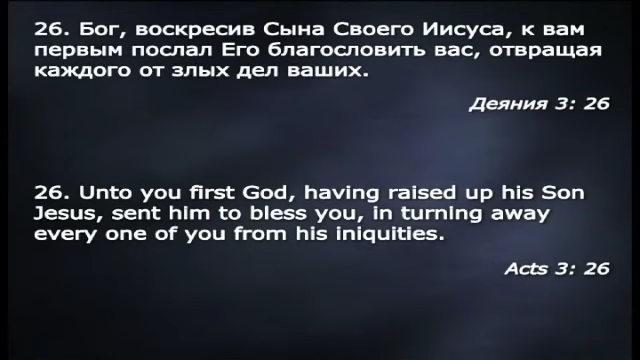 26. Бог, воскресив Сына Своего Иисуса, к вам
первым послал Его благословить вас, отвращая
каждого от злых дел ваших.
Деяния 3: 26
26. Unto you first God, having raised up his Son
Jesus, sent him to bless you, in turning away
every one of you from his iniquities.
Acts 3: 26